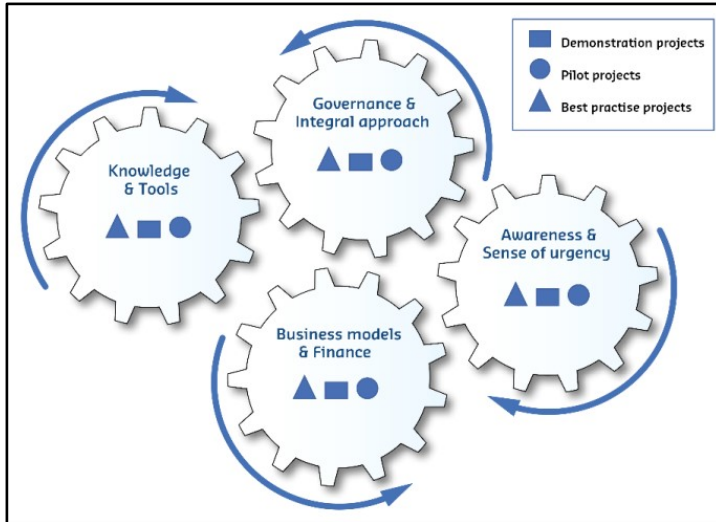 Governance &
Integral approach
Demonstration projects
Pilot projects
Best practise projects
Knowledge
& Tools
Awareness &
Sense of urgency
Business models
& Finance